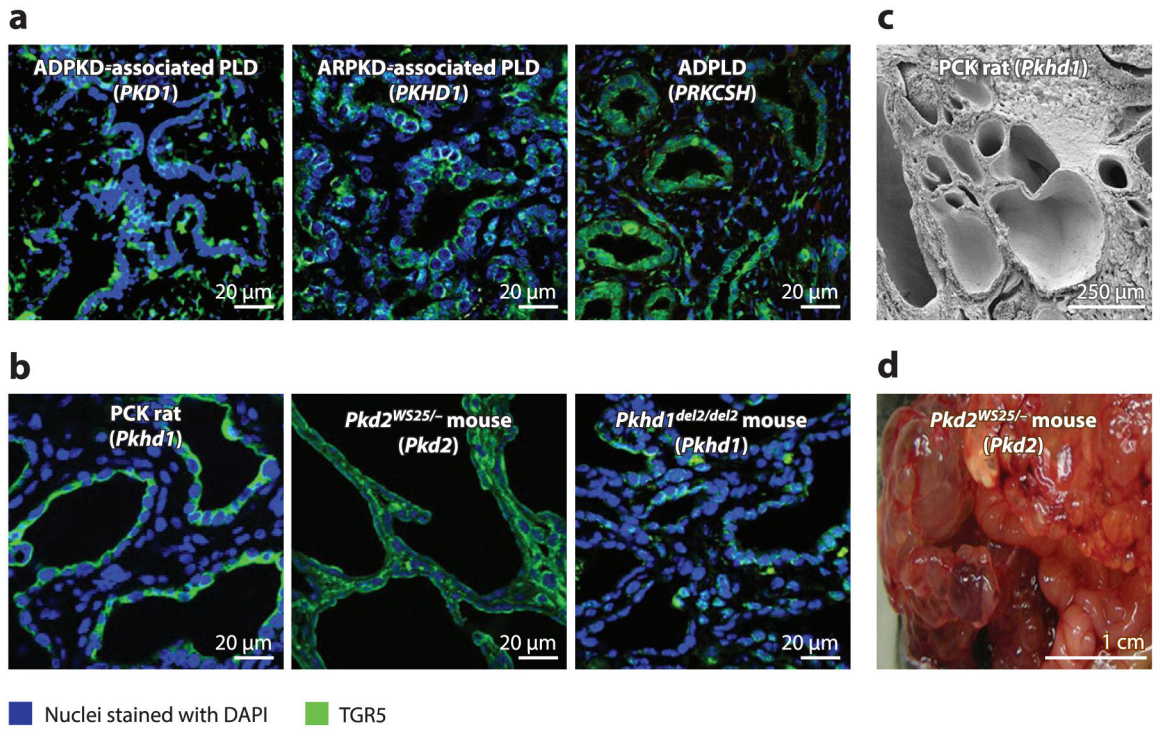 a
ADPKD-associated PLD
(PKD1)
20 µm
ARPKD-associated PLD
(PKHD1)
20 µm
ADPLD
(PRKCSH)
20 µm
c
PCK rat (Pkhd1)
250 µm
b
PCK rat
(Pkhd1)
20 µm
Pkd2WS25/– mouse
(Pkd2)
20 µm
Pkhd1del2/del2 mouse
(Pkhd1)
20 µm
d
Pkd2WS25/– mouse
(Pkd2)
1 cm
Nuclei stained with DAPI
TGR5